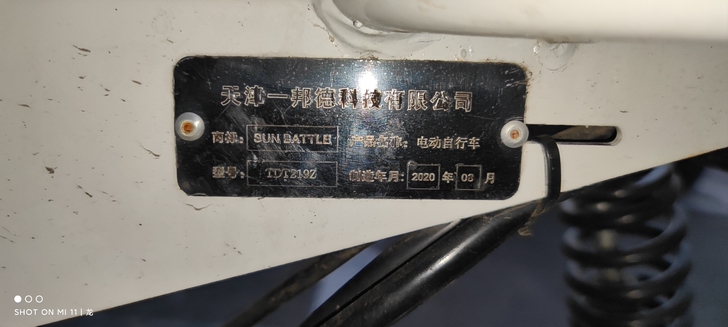 天津一邦德科技有限公司
商标： SUN BATTLE 产品名称： 电动自行车
型号： TDT219Z 制造年月： 2020 年 03 月
SHOT ON MI 11 | 龙